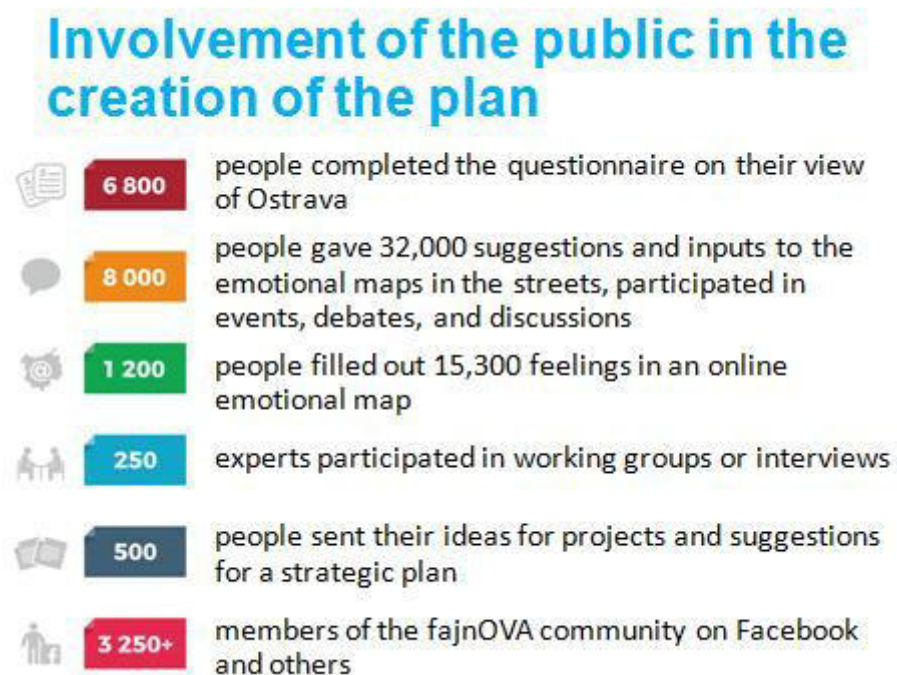 Involvement of the public in the
creation of the plan
6 800
people completed the questionnaire on their view
of Ostrava
8 000
people gave 32,000 suggestions and inputs to the
emotional maps in the streets, participated in
events, debates, and discussions
1 200
people filled out 15,300 feelings in an online
emotional map
250
experts participated in working groups or interviews
500
people sent their ideas for projects and suggestions
for a strategic plan
3 250+
members of the fajnOVA community on Facebook
and others